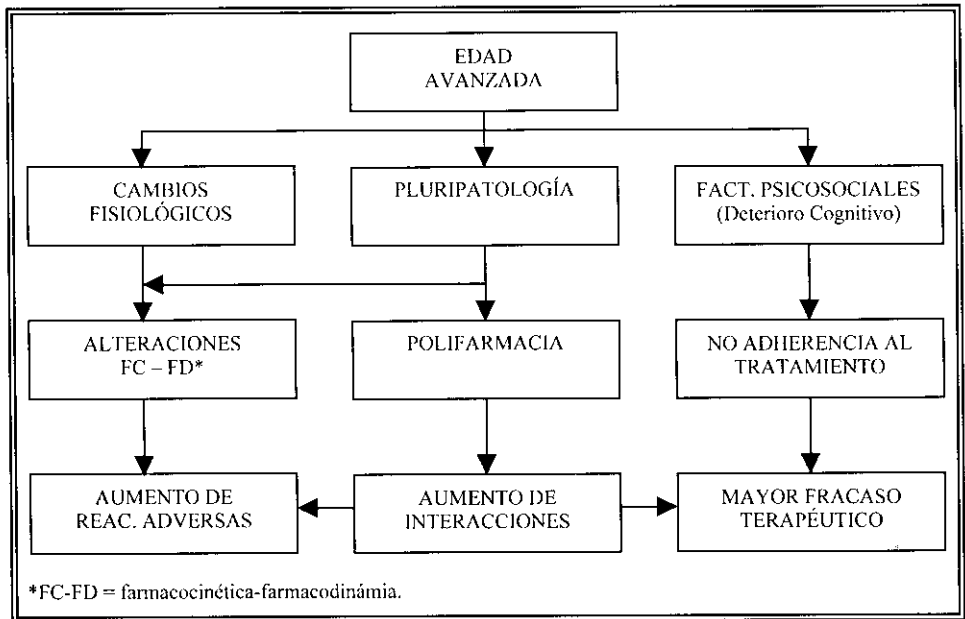 EDAD
AVANZADA
CAMBIOS
FISIOLÓGICOS
PLURIPATOLOGÍA
FACT. PSICOSOCIALES
(Deterioro Cognitivo)
ALTERACIONES
FC – FD*
POLIFARMACIA
NO ADHERENCIA AL
TRATAMIENTO
AUMENTO DE
REAC. ADVERSAS
AUMENTO DE
INTERACCIONES
MAYOR FRACASO
TERAPÉUTICO
*FC-FD = farmacocinética-farmacodinámia.